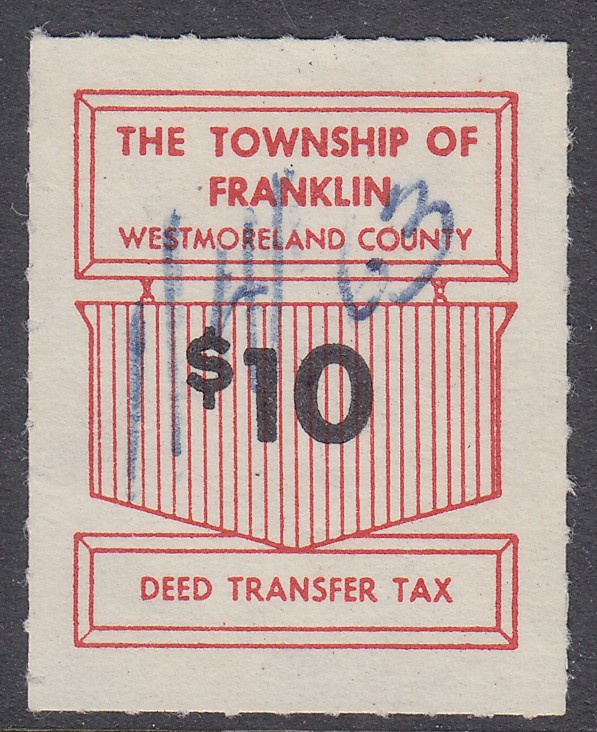 THE TOWNSHIP OF
FRANKLIN
WESTMORELAND COUNTY
$10
DEED TRANSFER TAX